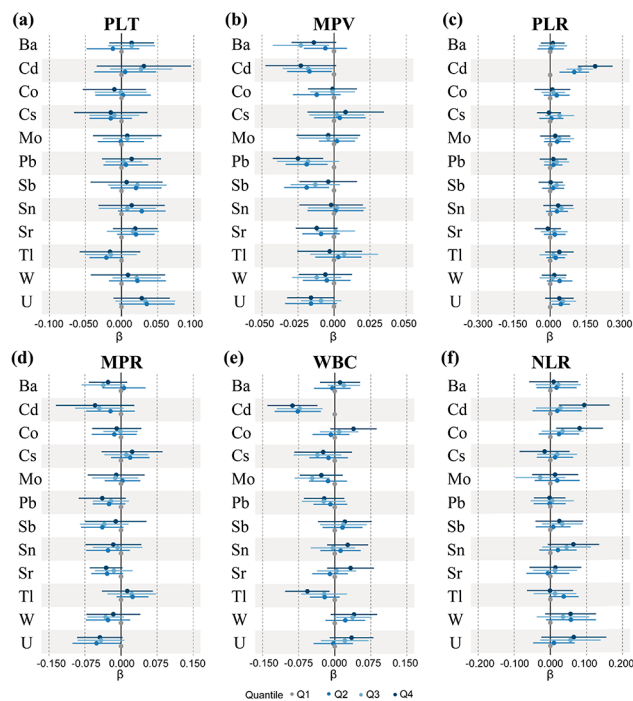 (a) PLT
(b) MPV
(c) PLR
Ba Ba Ba
Cd Cd Cd
Co Co Co
Cs Cs Cs
Mo Mo Mo
Pb Pb Pb
Sb Sb Sb
Sn Sn Sn
Sr Sr Sr
Tl Tl Tl
W W W
U U U
-0.100 -0.050 0.000 0.050 0.100 -0.050 -0.025 0.000 0.025 0.050 -0.300 -0.100 0.000 0.100 0.300
β β β
(d) MPR
(e) WBC
(f) NLR
Ba Ba Ba
Cd Cd Cd
Co Co Co
Cs Cs Cs
Mo Mo Mo
Pb Pb Pb
Sb Sb Sb
Sn Sn Sn
Sr Sr Sr
Tl Tl Tl
W W W
U U U
-0.150 -0.075 0.000 0.075 0.150 -0.150 -0.075 0.000 0.075 0.150 -0.200 -0.100 0.000 0.100 0.200
β β β
Quantile Q1 Q2 Q3 Q4